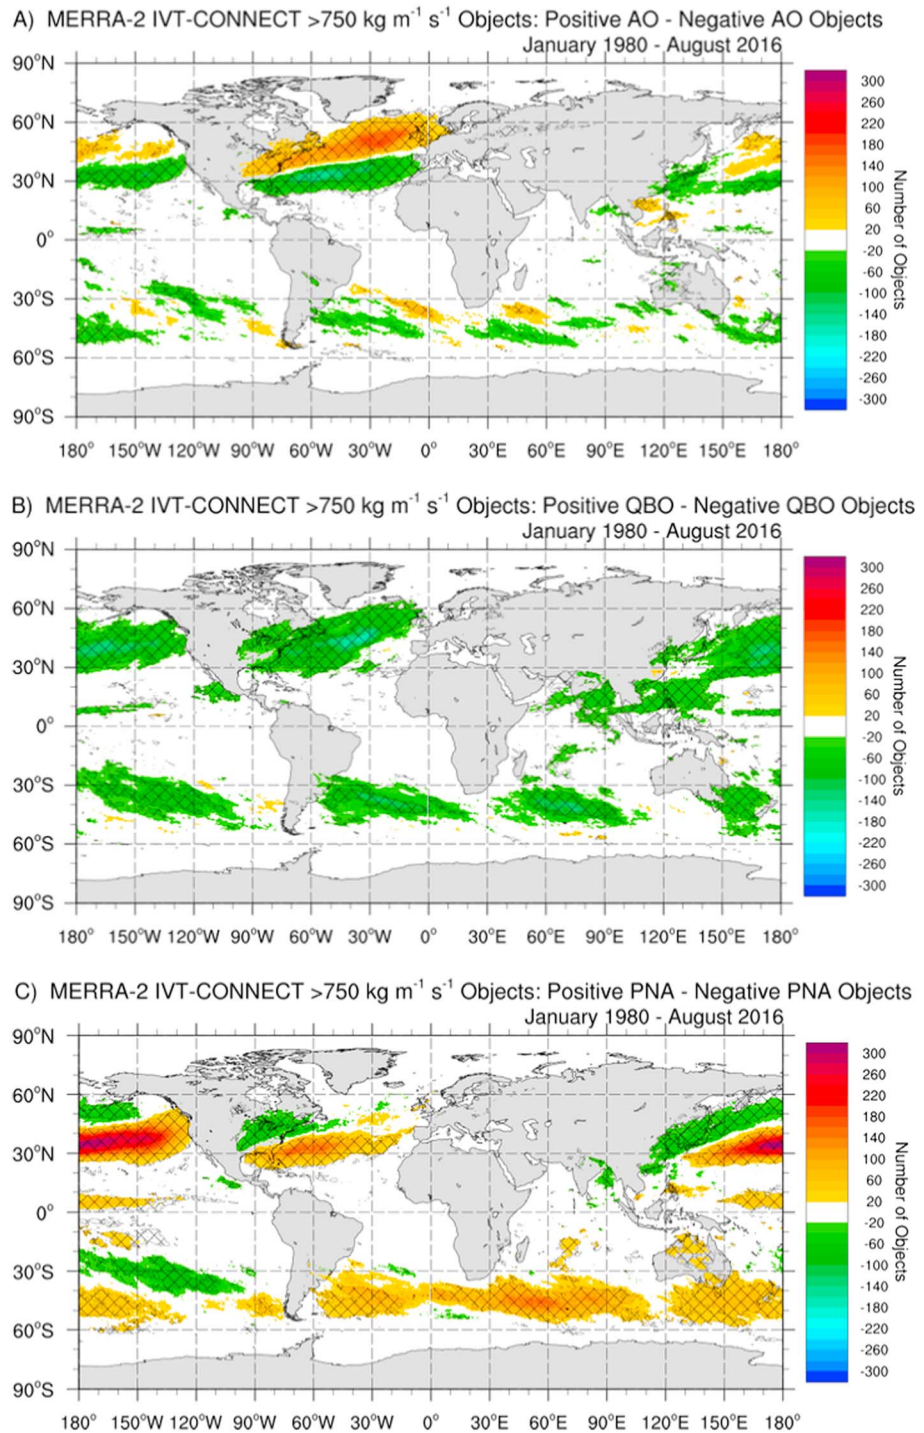 A) MERRA-2 IVT-CONNECT >750 kg m⁻¹ s⁻¹ Objects: Positive AO - Negative AO Objects
January 1980 - August 2016
90°N
60°N
30°N
0°
30°S
60°S
90°S
180° 150°W 120°W 90°W 60°W 30°W 0° 30°E 60°E 90°E 120°E 150°E 180°
300
260
220
180
140
100
60
20
-20
-60
-100
-140
-180
-220
-260
-300
Number of Objects
B) MERRA-2 IVT-CONNECT >750 kg m⁻¹ s⁻¹ Objects: Positive QBO - Negative QBO Objects
January 1980 - August 2016
90°N
60°N
30°N
0°
30°S
60°S
90°S
180° 150°W 120°W 90°W 60°W 30°W 0° 30°E 60°E 90°E 120°E 150°E 180°
300
260
220
180
140
100
60
20
-20
-60
-100
-140
-180
-220
-260
-300
Number of Objects
C) MERRA-2 IVT-CONNECT >750 kg m⁻¹ s⁻¹ Objects: Positive PNA - Negative PNA Objects
January 1980 - August 2016
90°N
60°N
30°N
0°
30°S
60°S
90°S
180° 150°W 120°W 90°W 60°W 30°W 0° 30°E 60°E 90°E 120°E 150°E 180°
300
260
220
180
140
100
60
20
-20
-60
-100
-140
-180
-220
-260
-300
Number of Objects